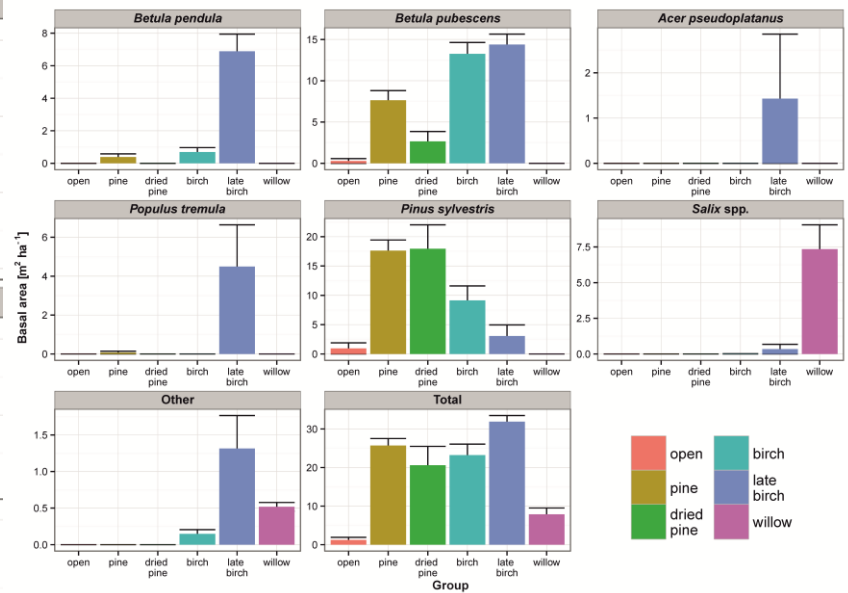 Betula pendula
8
6
4
2
0
open pine dried pine birch late birch willow
Betula pubescens
15
10
5
0
open pine dried pine birch late birch willow
Acer pseudoplatanus
2
1
0
open pine dried pine birch late birch willow
Basal area [m² ha⁻¹]
Populus tremula
6
4
2
0
open pine dried pine birch late birch willow
Pinus sylvestris
20
15
10
5
0
open pine dried pine birch late birch willow
Salix spp.
7.5
5.0
2.5
0.0
open pine dried pine birch late birch willow
Other
1.5
1.0
0.5
0.0
open pine dried pine birch late birch willow
Total
30
20
10
0
open pine dried pine birch late birch willow
Group
open
pine
dried
pine
birch
late
birch
willow